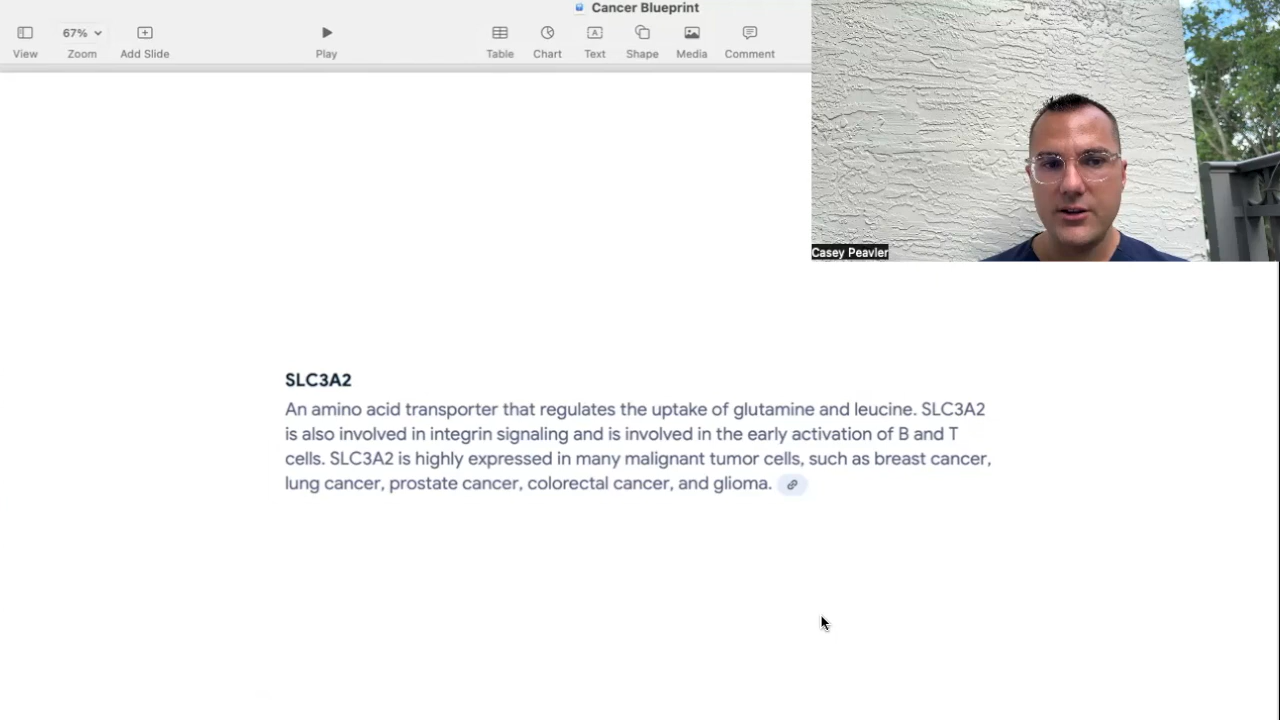 Cancer Blueprint
67%
View
Zoom
Add Slide
Play
Table
Chart
Text
Shape
Media
Comment
Casey Peavler
SLC3A2
An amino acid transporter that regulates the uptake of glutamine and leucine. SLC3A2
is also involved in integrin signaling and is involved in the early activation of B and T
cells. SLC3A2 is highly expressed in many malignant tumor cells, such as breast cancer,
lung cancer, prostate cancer, colorectal cancer, and glioma.